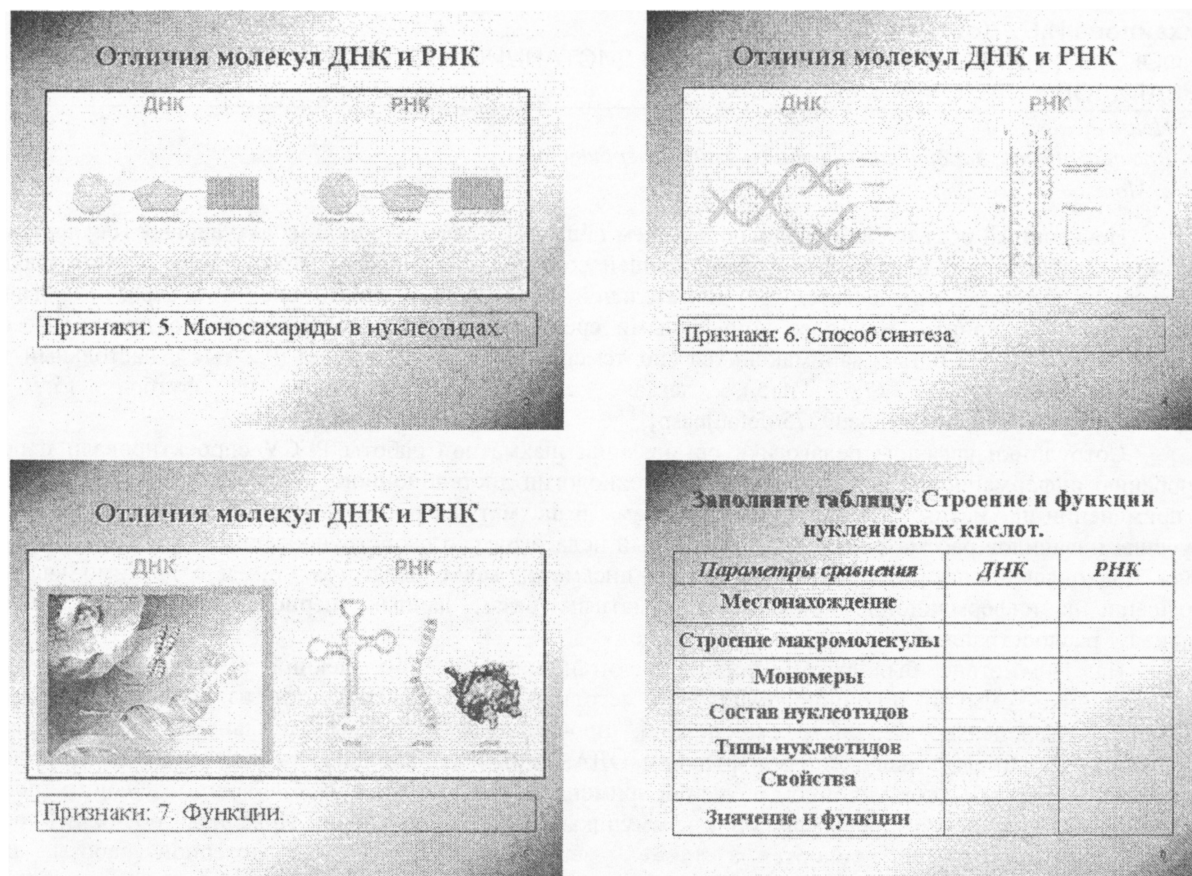 Отличия молекул ДНК и РНК
ДНК РНК
Признаки: 5. Моносахариды в нуклеотидах.
3
Отличия молекул ДНК и РНК
ДНК РНК
Признаки: 6. Способ синтеза
4
Отличия молекул ДНК и РНК
ДНК РНК
Признаки: 7. Функции.
Заполните таблицу: Строение и функции
нуклеиновых кислот.
Параметры сравнения ДНК РНК
Местонахождение
Строение макромолекулы
Мономеры
Состав нуклеотидов
Типы нуклеотидов
Свойства
Значение и функции